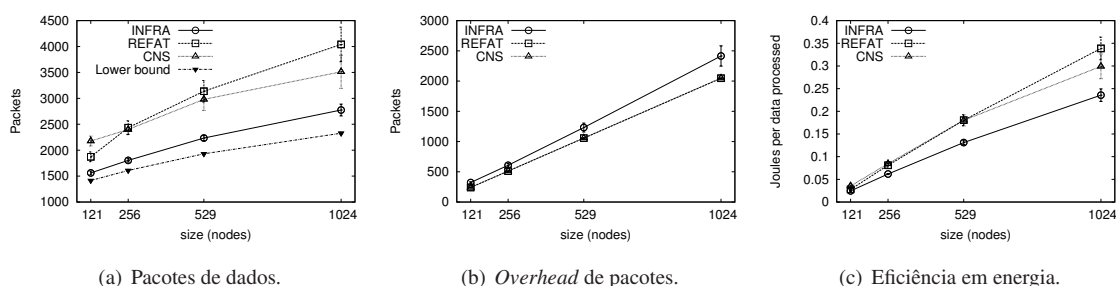 4500
4000
3500
3000
2500
2000
1500
1000
Packets
INFRA
REFAT
CNS
Lower bound
121 256 529 1024
size (nodes)
(a) Pacotes de dados.
3000
2500
2000
1500
1000
500
0
Packets
INFRA
REFAT
CNS
121 256 529 1024
size (nodes)
(b) Overhead de pacotes.
0.4
0.35
0.3
0.25
0.2
0.15
0.1
0.05
0
Joules per data processed
INFRA
REFAT
CNS
121 256 529 1024
size (nodes)
(c) Eficiência em energia.